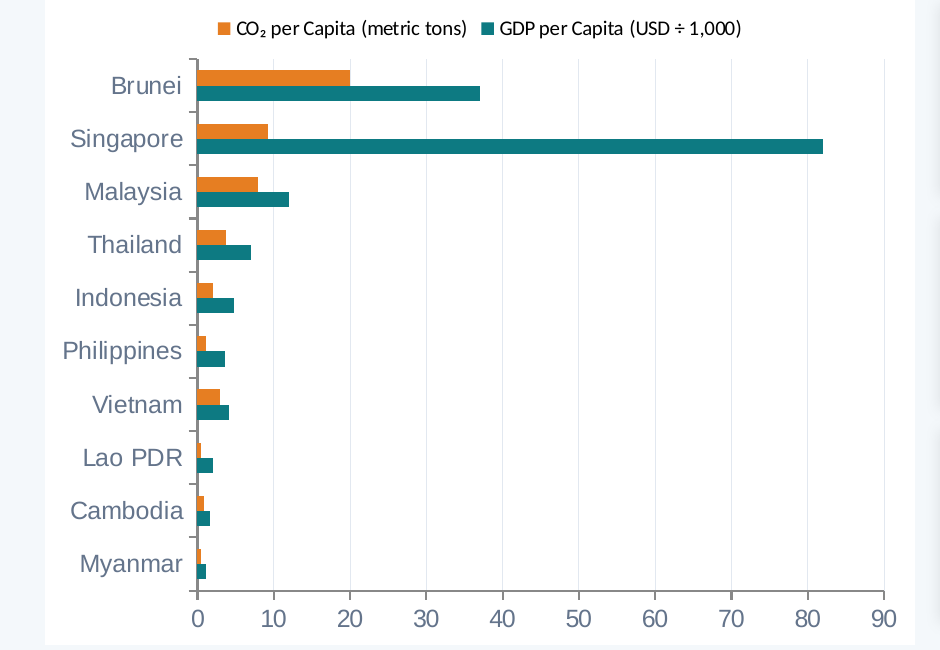 CO₂ per Capita (metric tons) GDP per Capita (USD ÷ 1,000)
Brunei
Singapore
Malaysia
Thailand
Indonesia
Philippines
Vietnam
Lao PDR
Cambodia
Myanmar
0 10 20 30 40 50 60 70 80 90